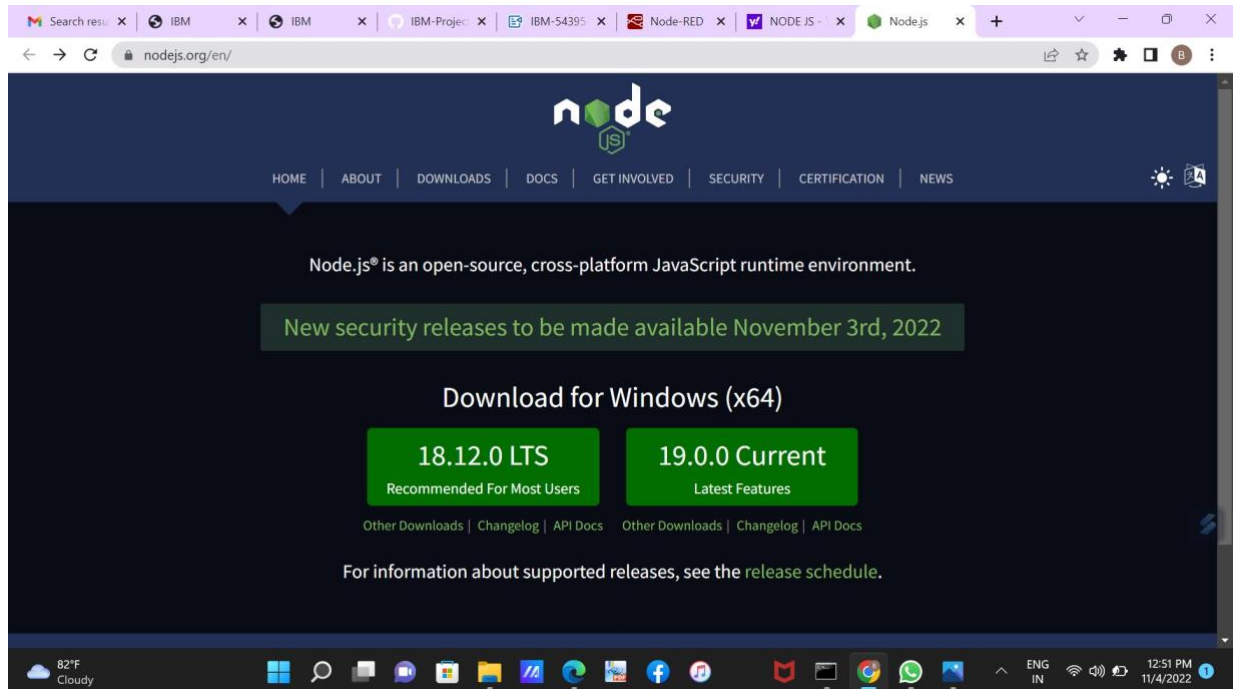 Search resu
IBM
IBM
IBM-Projec
IBM-54395
Node-RED
NODE JS -
Node.js
nodejs.org/en/
B
node
JS
HOME | ABOUT | DOWNLOADS | DOCS | GET INVOLVED | SECURITY | CERTIFICATION | NEWS
Node.js® is an open-source, cross-platform JavaScript runtime environment.
New security releases to be made available November 3rd, 2022
Download for Windows (x64)
18.12.0 LTS
Recommended For Most Users
19.0.0 Current
Latest Features
Other Downloads | Changelog | API Docs
Other Downloads | Changelog | API Docs
For information about supported releases, see the release schedule.
82°F
Cloudy
ENG
IN
12:51 PM
11/4/2022
1